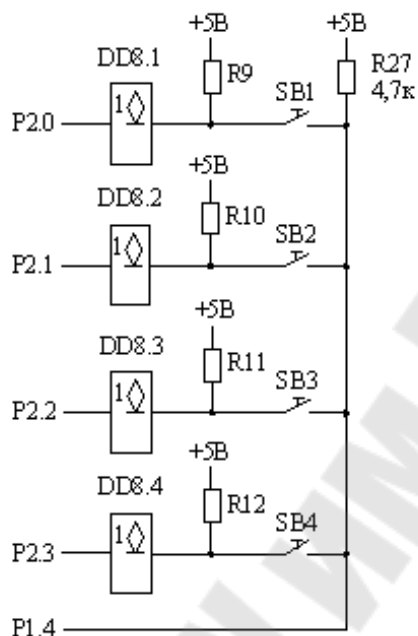 +5В +5В
DD8.1
R9
R27
4,7к
SB1
P2.0
1
+5В
DD8.2
R10
SB2
P2.1
1
+5В
DD8.3
R11
SB3
P2.2
1
+5В
DD8.4
R12
SB4
P2.3
1
P1.4